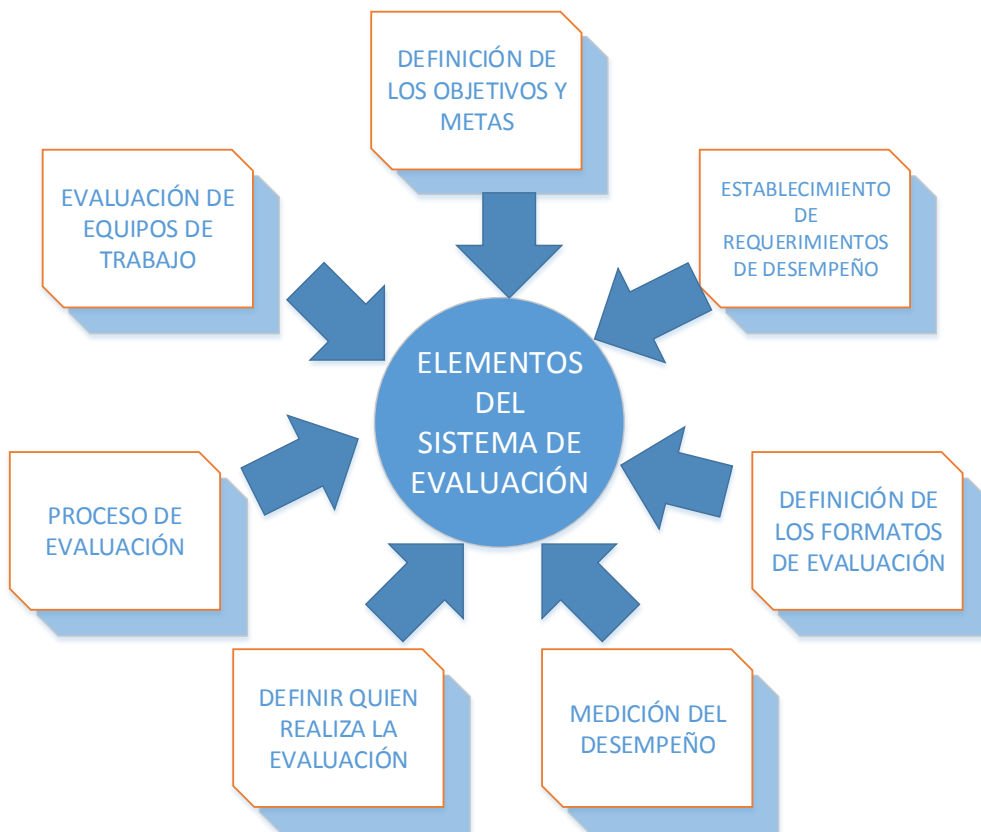 DEFINICIÓN DE
LOS OBJETIVOS Y
METAS
ESTABLECIMIENTO
DE
REQUERIMIENTOS
DE DESEMPEÑO
DEFINICIÓN DE
LOS FORMATOS
DE EVALUACIÓN
MEDICIÓN DEL
DESEMPEÑO
DEFINIR QUIEN
REALIZA LA
EVALUACIÓN
PROCESO DE
EVALUACIÓN
EVALUACIÓN DE
EQUIPOS DE
TRABAJO
ELEMENTOS
DEL
SISTEMA DE
EVALUACIÓN